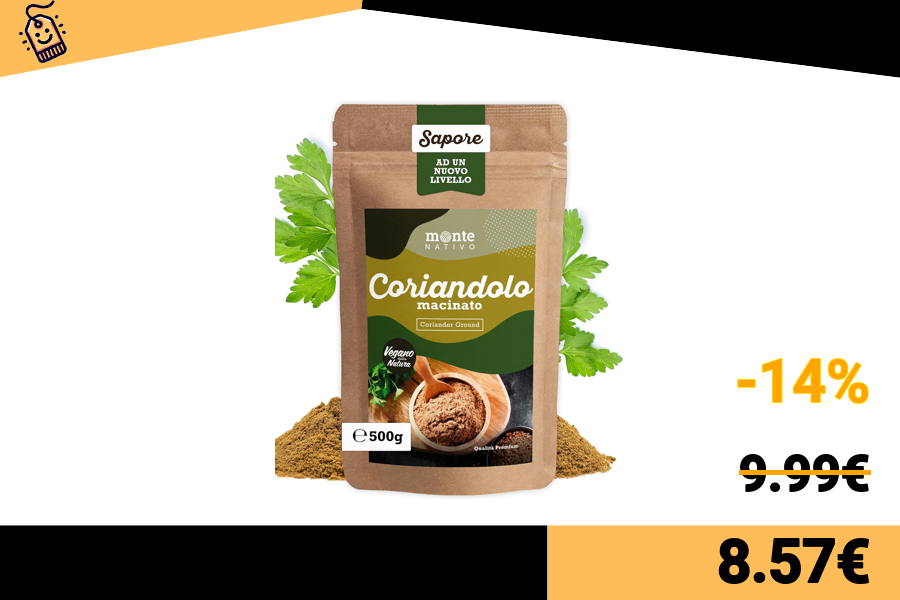 Sapore
AD UN
NUOVO
LIVELLO
monte
NATIVO
Coriandolo
macinato
Coriander Ground
Vegano
Natura
℮500g
Qualità Premium
-14%
9.99€
8.57€